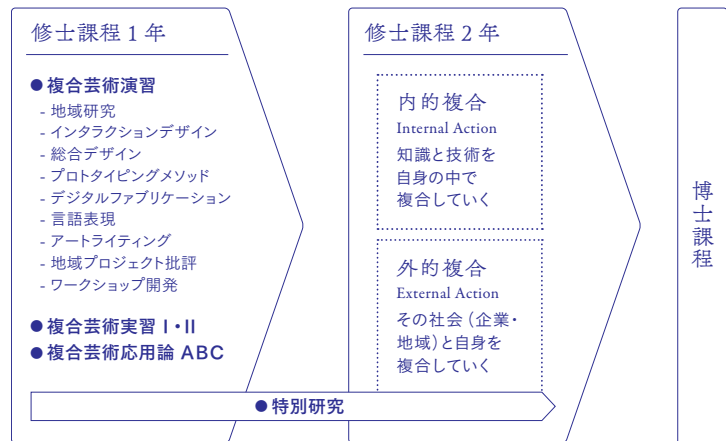 修士課程 1 年
● 複合芸術演習
- 地域研究
- インタラクションデザイン
- 総合デザイン
- プロトタイピングメソッド
- デジタルファブリケーション
- 言語表現
- アートライティング
- 地域プロジェクト批評
- ワークショップ開発
● 複合芸術実習 I・II
● 複合芸術応用論 ABC
修士課程 2 年
内的複合
Internal Action
知識と技術を
自身の中で
複合していく
外的複合
External Action
その社会（企業・
地域）と自身を
複合していく
● 特別研究
博士課程